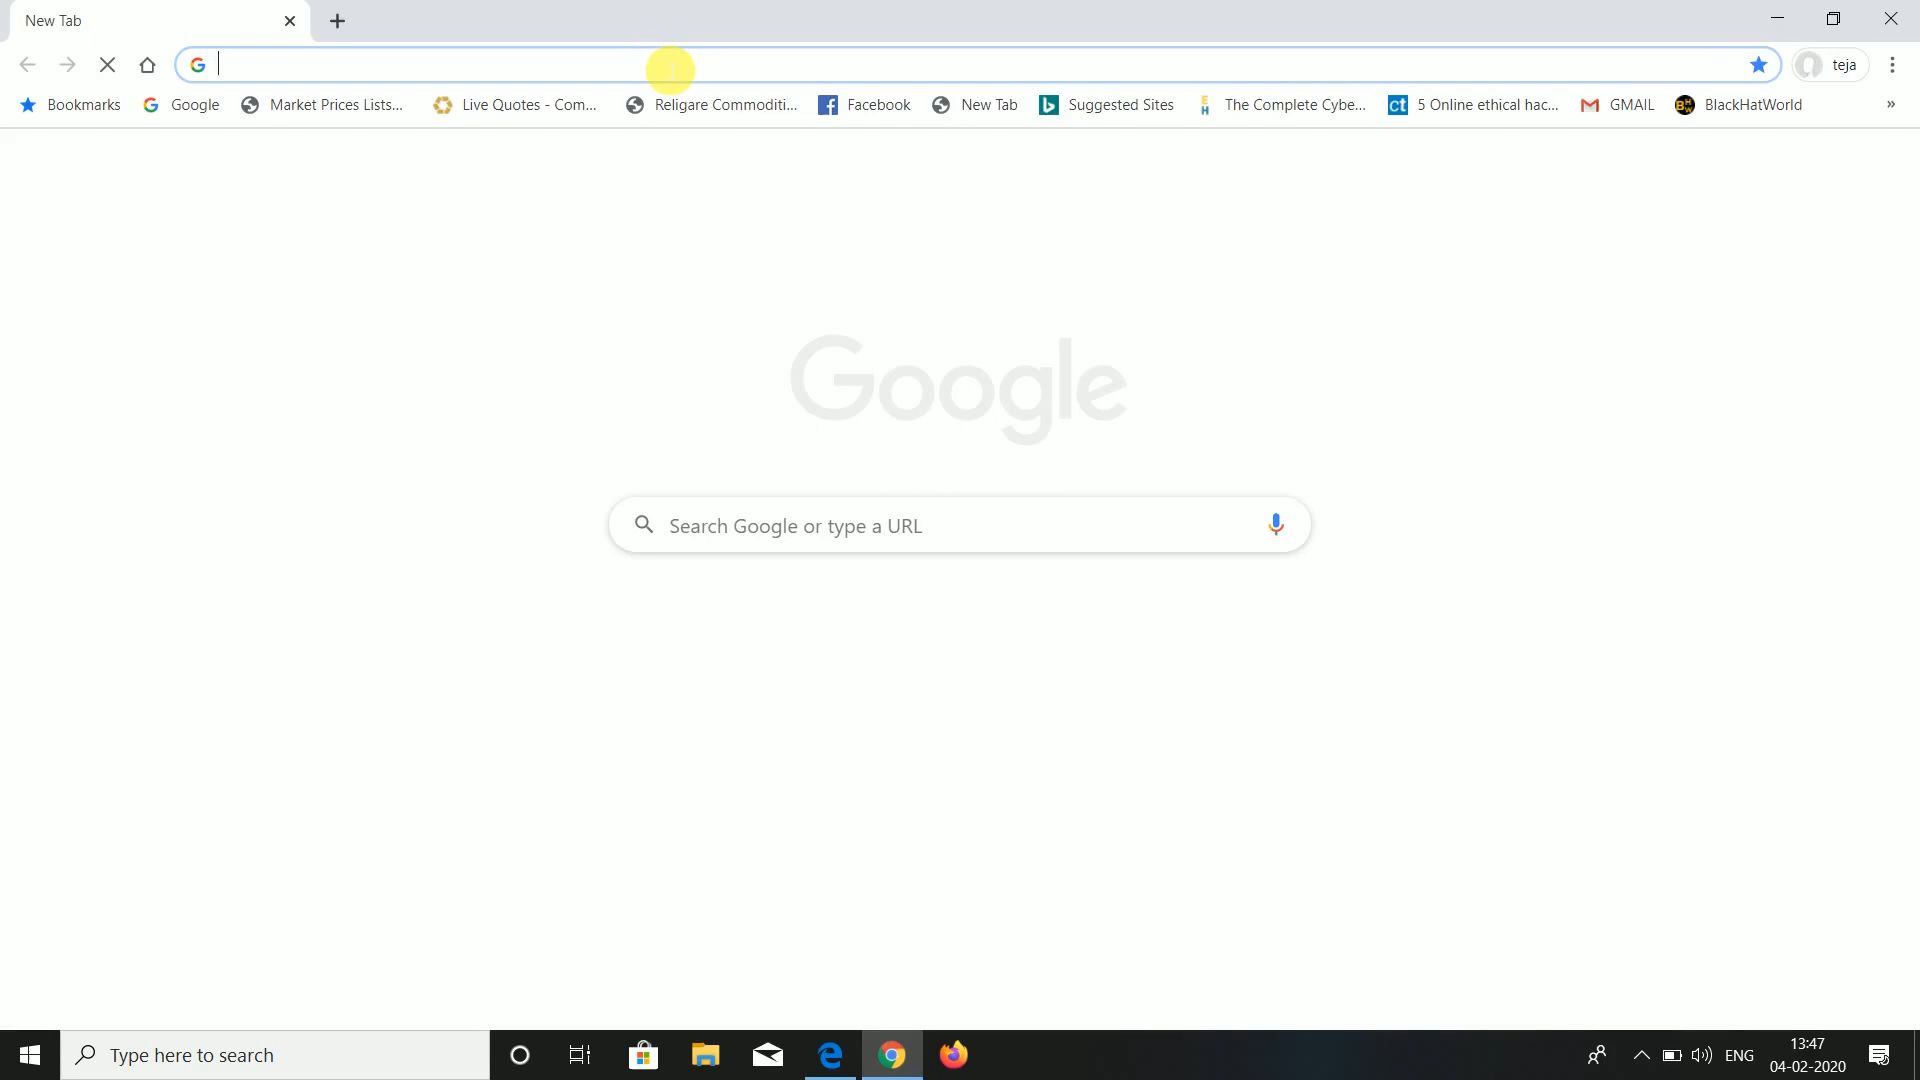 New Tab
teja
Bookmarks Google Market Prices Lists... Live Quotes - Com... Religare Commoditi... Facebook New Tab Suggested Sites The Complete Cybe... 5 Online ethical hac... GMAIL BlackHatWorld »
Google
Search Google or type a URL
Type here to search
ENG
13:47
04-02-2020